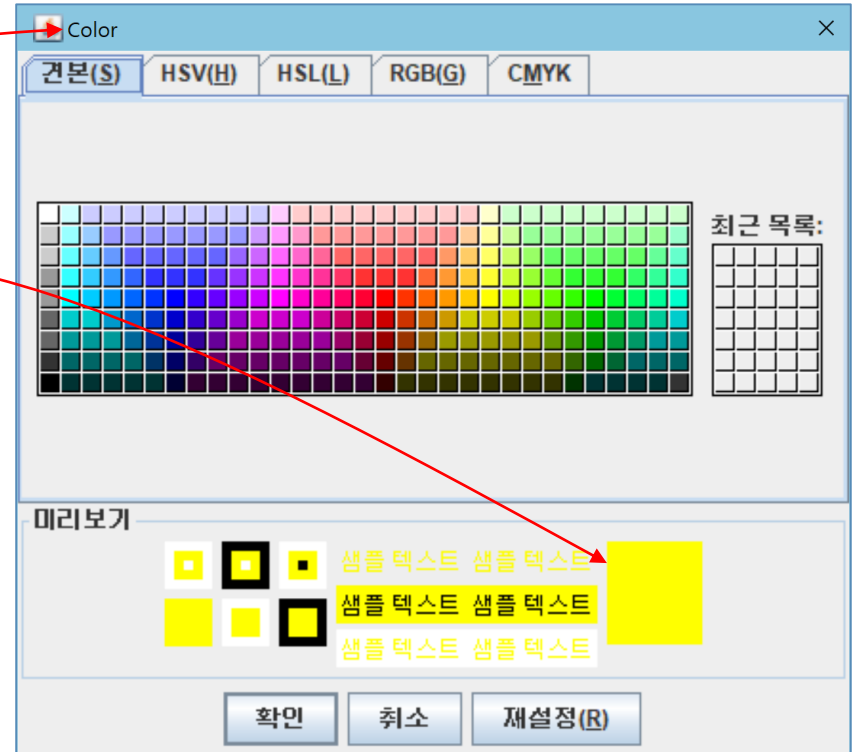 Color
견본(S) HSV(H) HSL(L) RGB(G) CMYK
최근 목록:
미리보기
샘플 텍스트 샘플 텍스트
샘플 텍스트 샘플 텍스트
샘플 텍스트 샘플 텍스트
확인 취소 재설정(R)